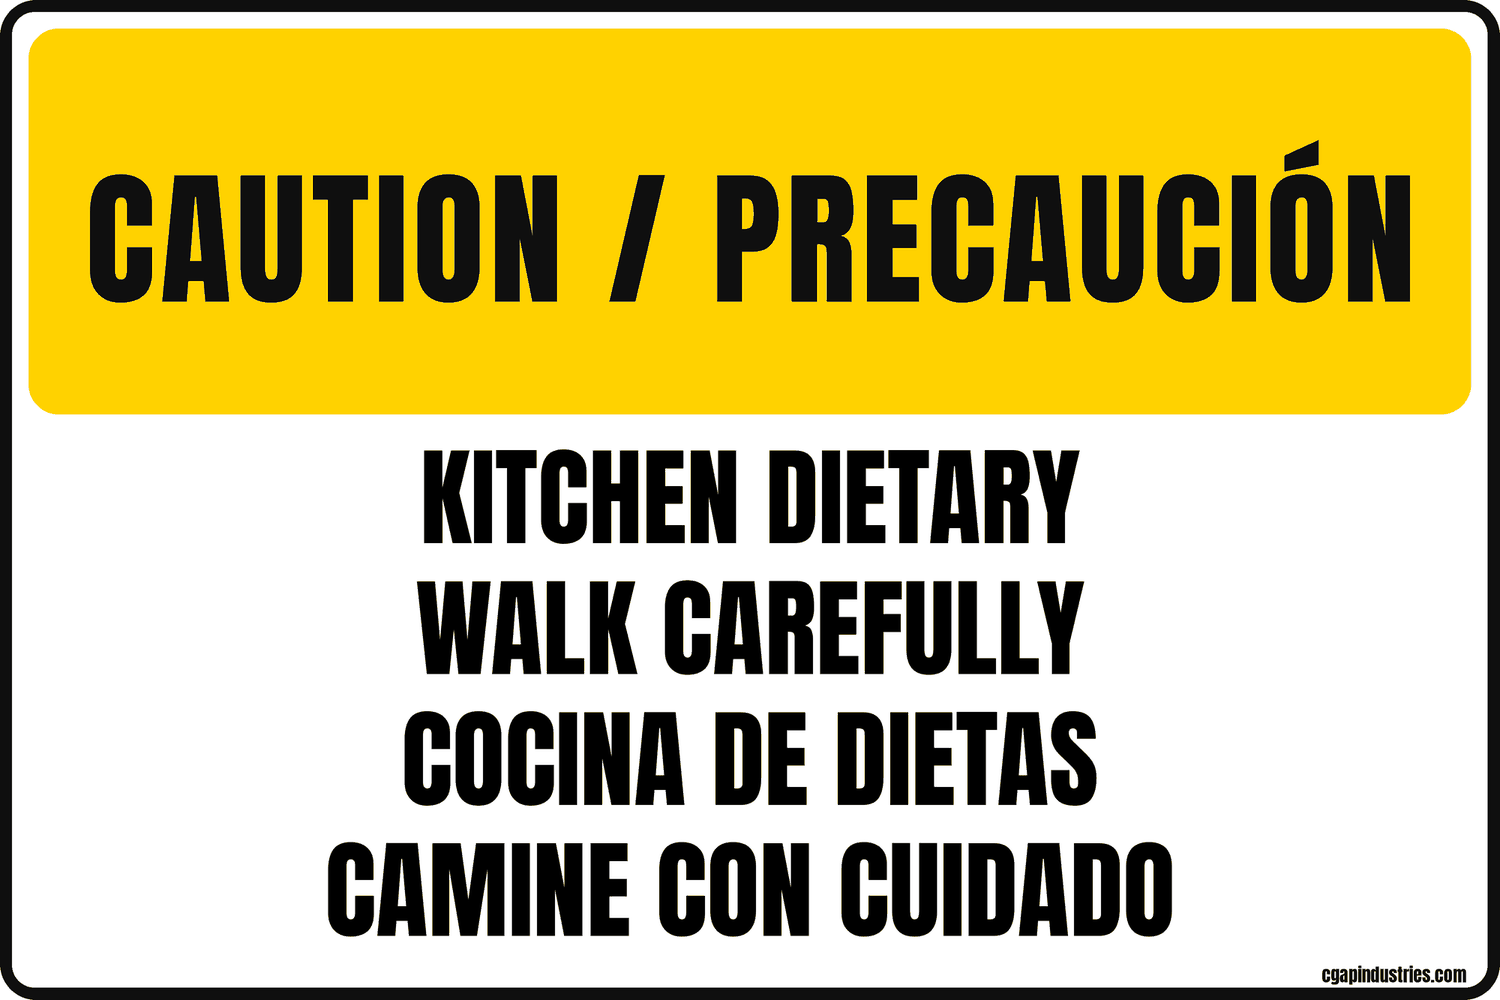 CAUTION / PRECAUCIÓN
KITCHEN DIETARY
WALK CAREFULLY
COCINA DE DIETAS
CAMINE CON CUIDADO
cgapindustries.com